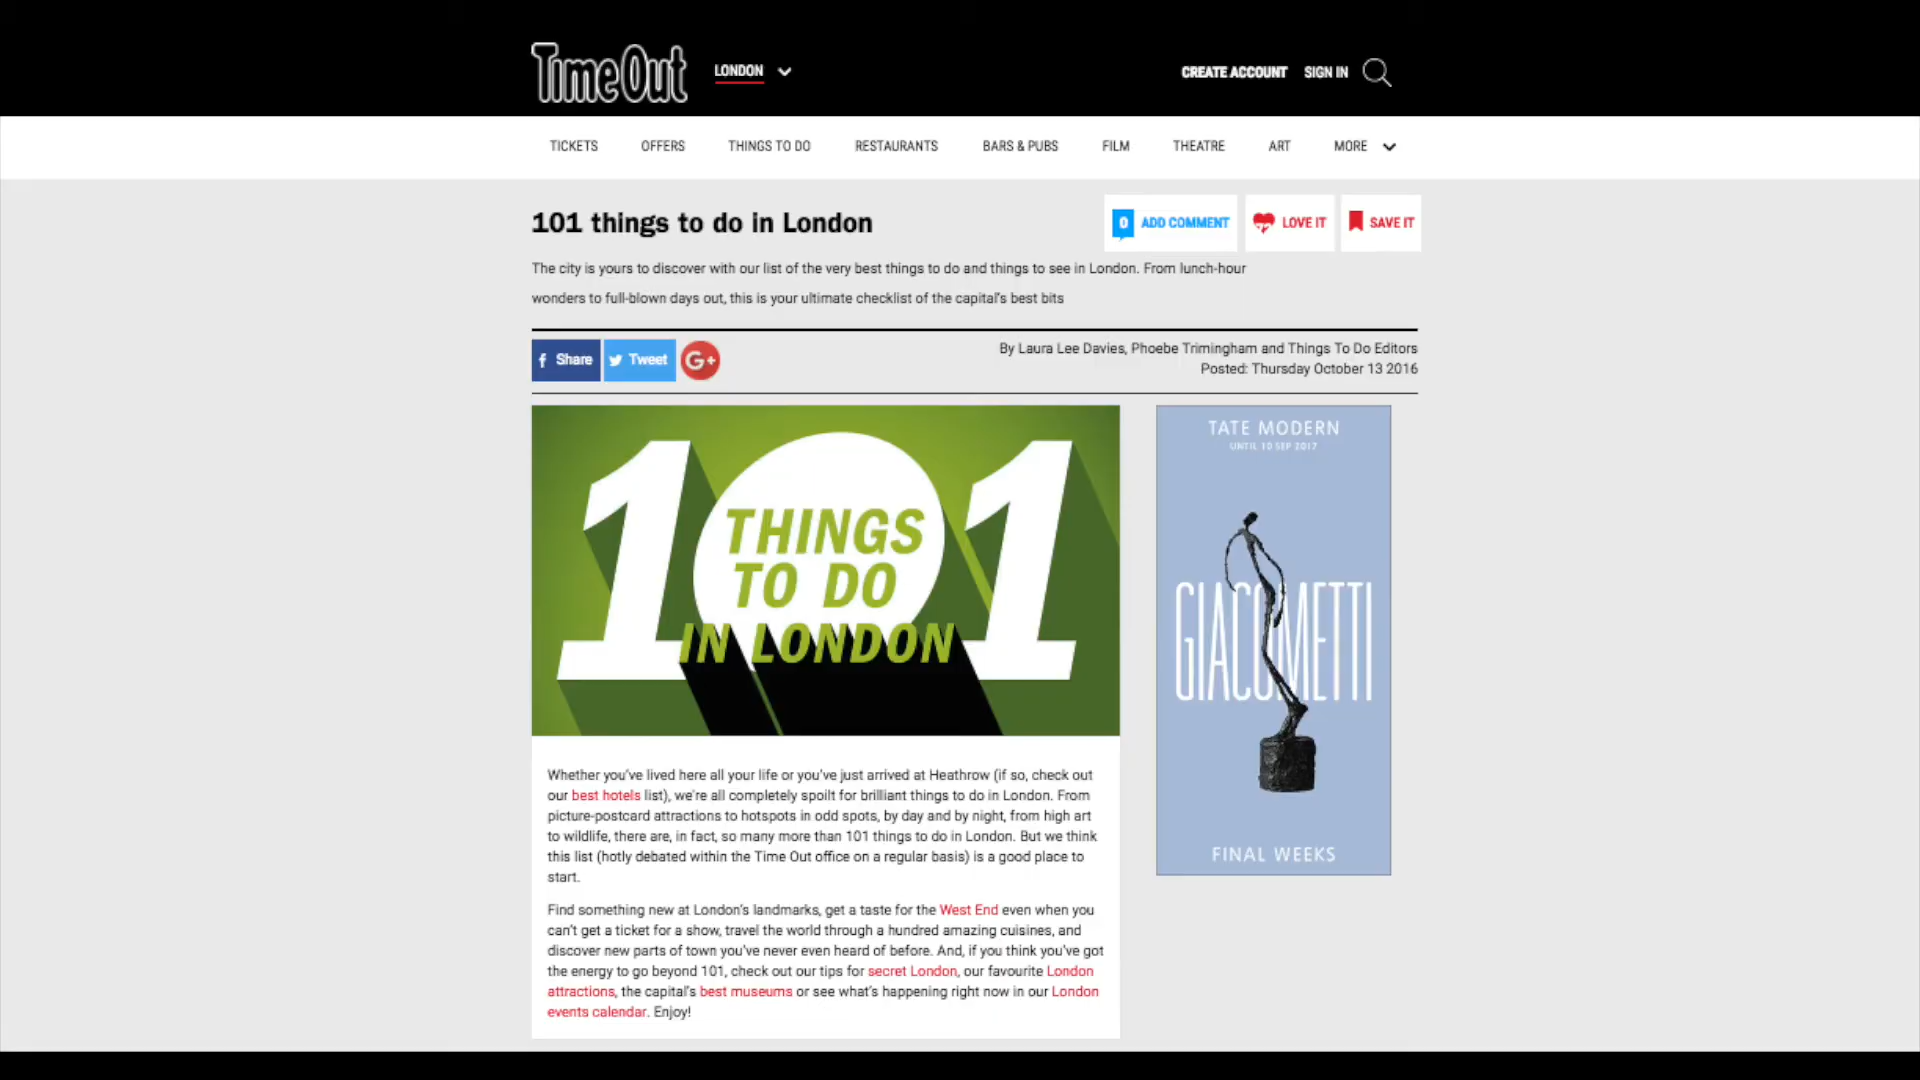 TimeOut
LONDON
CREATE ACCOUNT
SIGN IN
TICKETS
OFFERS
THINGS TO DO
RESTAURANTS
BARS & PUBS
FILM
THEATRE
ART
MORE
101 things to do in London
0 ADD COMMENT
LOVE IT
SAVE IT
The city is yours to discover with our list of the very best things to do and things to see in London. From lunch-hour
wonders to full-blown days out, this is your ultimate checklist of the capital's best bits
f Share
Tweet
G+
By Laura Lee Davies, Phoebe Trimingham and Things To Do Editors
Posted: Thursday October 13 2016
101
THINGS
TO DO
IN LONDON
TATE MODERN
UNTIL 10 SEP 2017
GIACOMETTI
FINAL WEEKS
Whether you've lived here all your life or you've just arrived at Heathrow (if so, check out
our best hotels list), we're all completely spoilt for brilliant things to do in London. From
picture-postcard attractions to hotspots in odd spots, by day and by night, from high art
to wildlife, there are, in fact, so many more than 101 things to do in London. But we think
this list (hotly debated within the Time Out office on a regular basis) is a good place to
start.
Find something new at London's landmarks, get a taste for the West End even when you
can't get a ticket for a show, travel the world through a hundred amazing cuisines, and
discover new parts of town you've never even heard of before. And, if you think you've got
the energy to go beyond 101, check out our tips for secret London, our favourite London
attractions, the capital's best museums or see what's happening right now in our London
events calendar. Enjoy!